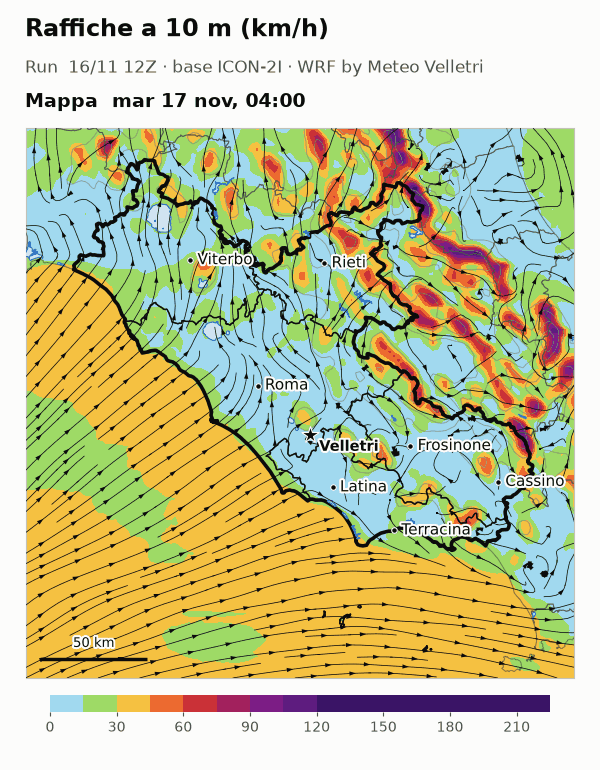 Raffiche a 10 m (km/h)
Run  16/11 12Z · base ICON-2I · WRF by Meteo Velletri
Mappa  mar 17 nov, 04:00
Viterbo
Rieti
Roma
Velletri
Frosinone
Latina
Cassino
Terracina
50 km
0 30 60 90 120 150 180 210